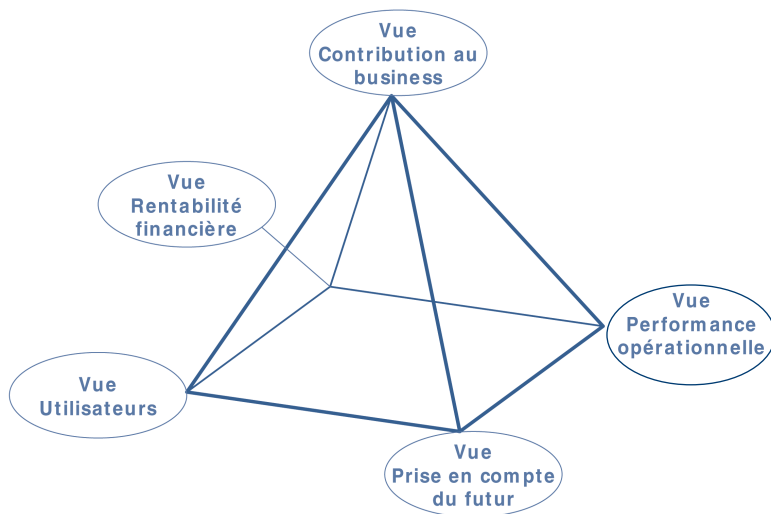 Vue
Contribution au
business
Vue
Rentabilité
financière
Vue
Performance
opérationnelle
Vue
Utilisateurs
Vue
Prise en compte
du futur